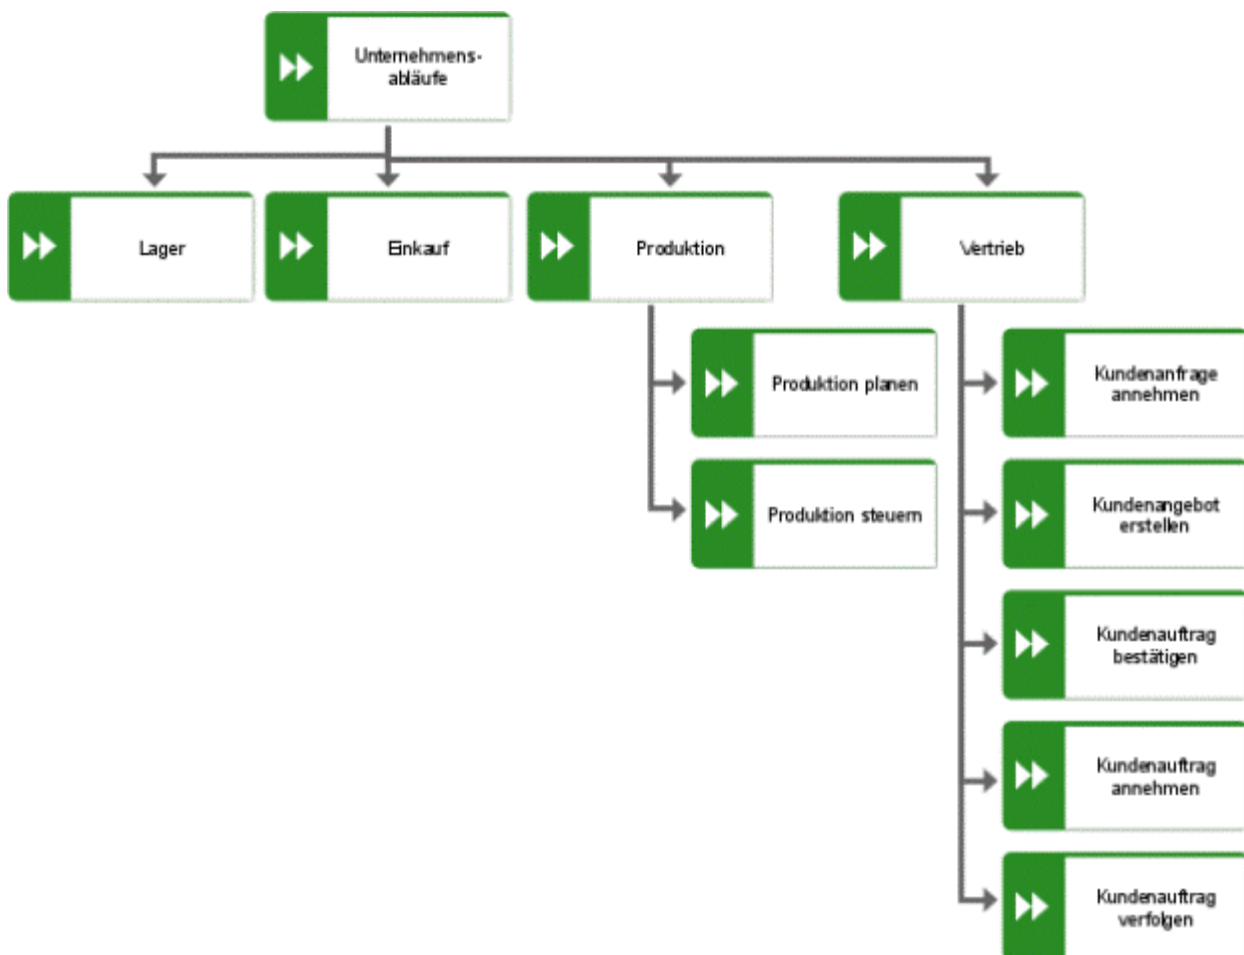 Unternehmens-
abläufe
Lager
Einkauf
Produktion
Vertrieb
Produktion planen
Produktion steuern
Kundenanfrage
annehmen
Kundenangebot
erstellen
Kundenauftrag
bestätigen
Kundenauftrag
annehmen
Kundenauftrag
verfolgen